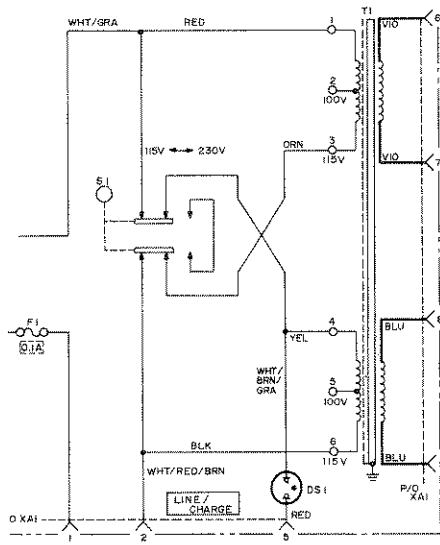 WHT/GRA
RED
1
T1
VIO
6
2
100V
115V ↔ 230V
ORN
3
115V
VIO
7
S1
4
BLU
8
F1
YEL
0.1A
WHT/
BRN/
GRA
5
100V
BLK
6
115V
BLU
WHT/RED/BRN
DS1
P/O
XA1
LINE/
CHARGE
RED
O XA1
1
2
5